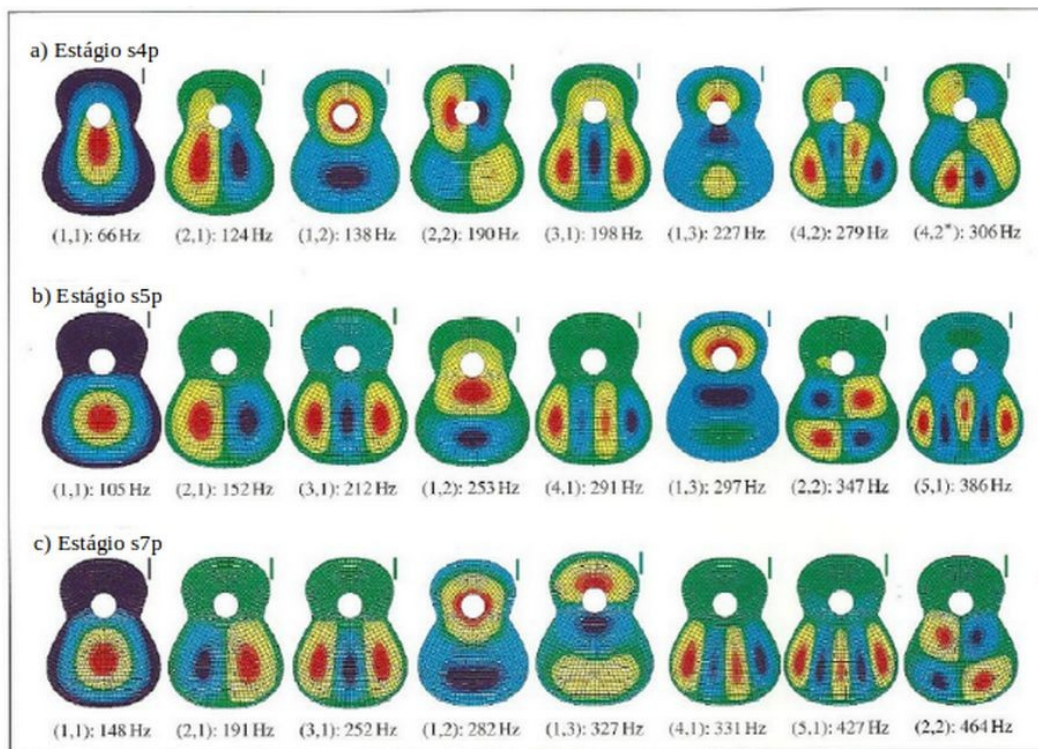 a) Estágio s4p
(1,1): 66 Hz (2,1): 124 Hz (1,2): 138 Hz (2,2): 190 Hz (3,1): 198 Hz (1,3): 227 Hz (4,2): 279 Hz (4,2*): 306 Hz
b) Estágio s5p
(1,1): 105 Hz (2,1): 152 Hz (3,1): 212 Hz (1,2): 253 Hz (4,1): 291 Hz (1,3): 297 Hz (2,2): 347 Hz (5,1): 386 Hz
c) Estágio s7p
(1,1): 148 Hz (2,1): 191 Hz (3,1): 252 Hz (1,2): 282 Hz (1,3): 327 Hz (4,1): 331 Hz (5,1): 427 Hz (2,2): 464 Hz